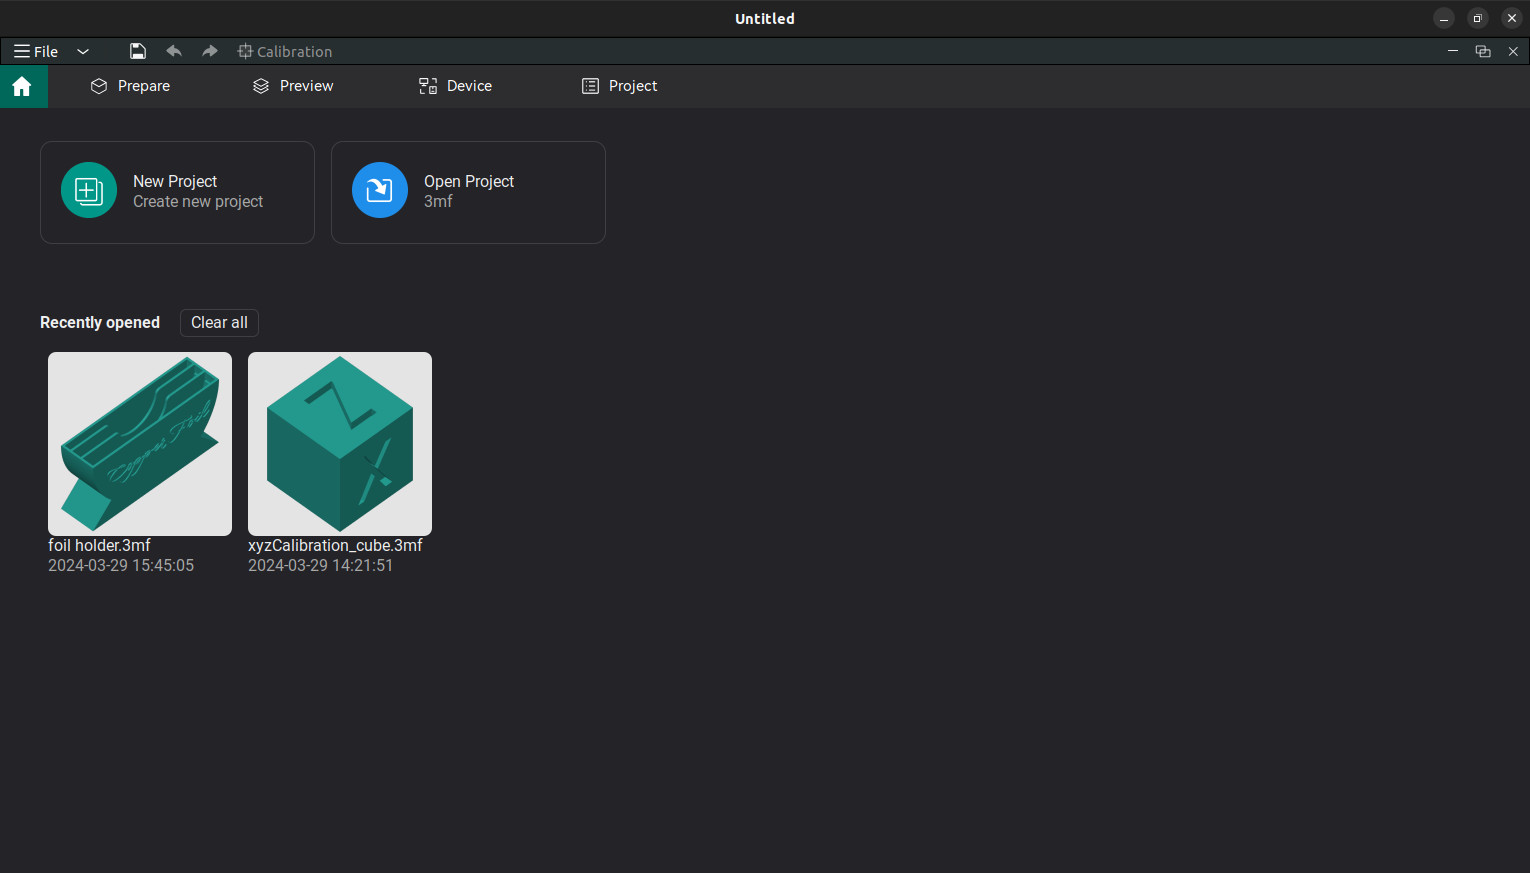 Untitled
File
Calibration
Prepare
Preview
Device
Project
New Project
Create new project
Open Project
3mf
Recently opened
Clear all
Z
X
foil holder.3mf
2024-03-29 15:45:05
xyzCalibration_cube.3mf
2024-03-29 14:21:51